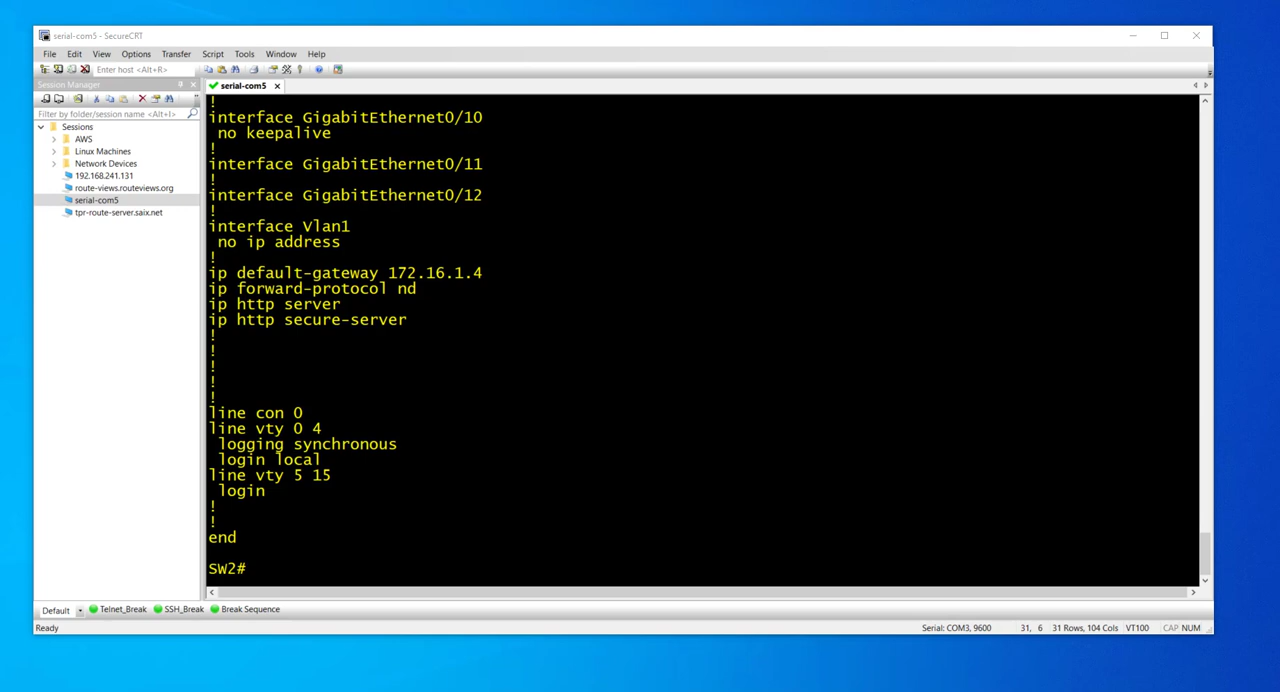 serial-com5 - SecureCRT
File Edit View Options Transfer Script Tools Window Help
Enter host <Alt+R>
Session Manager
serial-com5
Filter by folder/session name <Alt+I>
Sessions
AWS
Linux Machines
Network Devices
192.168.241.131
route-views.routeviews.org
serial-com5
tpr-route-server.saix.net
!
interface GigabitEthernet0/10
no keepalive
!
interface GigabitEthernet0/11
!
interface GigabitEthernet0/12
!
interface Vlan1
no ip address
!
ip default-gateway 172.16.1.4
ip forward-protocol nd
ip http server
ip http secure-server
!
!
!
!
!
line con 0
line vty 0 4
logging synchronous
login local
line vty 5 15
login
!
!
end
SW2#
Default Telnet_Break SSH_Break Break Sequence
Ready Serial: COM3, 9600 31, 6 31 Rows, 104 Cols VT100 CAP NUM